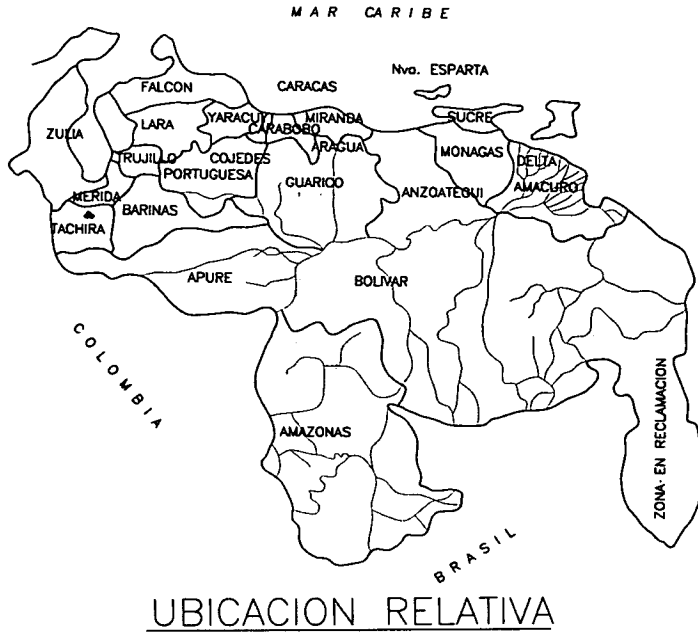 MAR CARIBE
Nva. ESPARTA
FALCON
CARACAS
ZULIA
LARA
YARACUY
CARABOBO
MIRANDA
SUCRE
ARAGUA
TRUJILLO
COJEDES
PORTUGUESA
GUARICO
MONAGAS
DELTA
AMACURO
ANZOATEGUI
MERIDA
BARINAS
TACHIRA
APURE
BOLIVAR
COLOMBIA
AMAZONAS
ZONA EN RECLAMACION
BRASIL
UBICACION RELATIVA